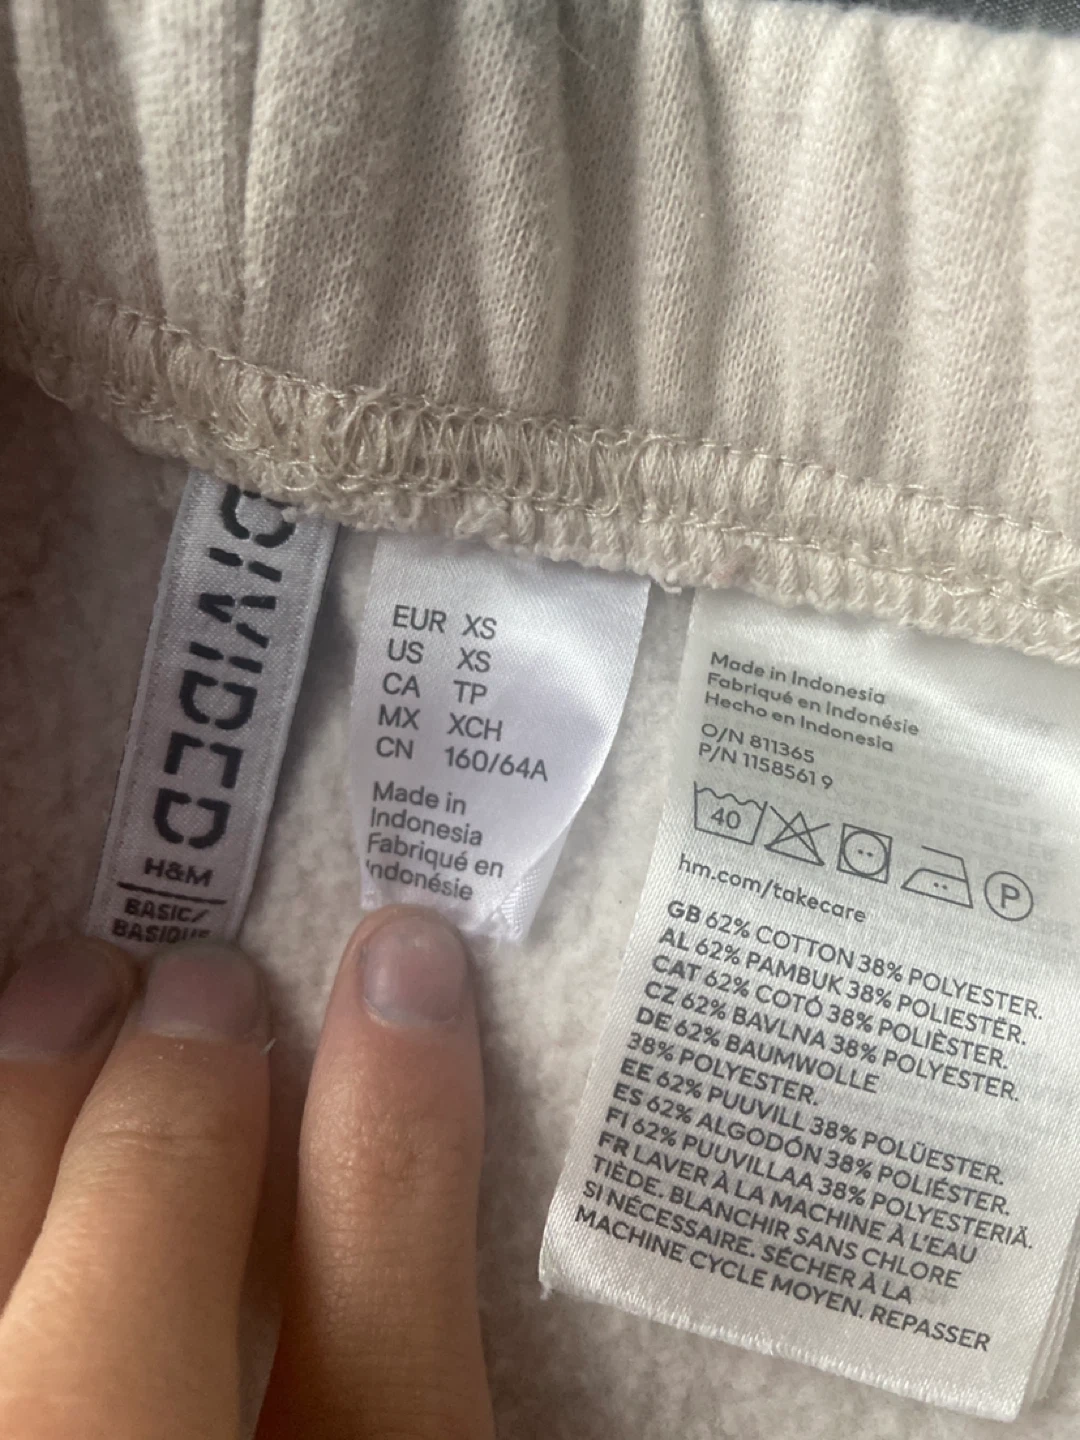 DIVIDED
H&M
BASIC/
BASIQUE
EUR XS
US XS
CA TP
MX XCH
CN 160/64A
Made in
Indonesia
Fabriqué en
Indonésie
Made in Indonesia
Fabriqué en Indonésie
Hecho en Indonesia
O/N 811365
P/N 1158561 9
40
P
hm.com/takecare
GB 62% COTTON 38% POLYESTER.
AL 62% PAMBUK 38% POLIESTËR.
CAT 62% COTÓ 38% POLIÈSTER.
CZ 62% BAVLNA 38% POLYESTER.
DE 62% BAUMWOLLE
38% POLYESTER.
EE 62% PUUVILL 38% POLÜESTER.
ES 62% ALGODÓN 38% POLIÉSTER.
FI 62% PUUVILLAA 38% POLYESTERIÄ.
FR LAVER À LA MACHINE À L'EAU
TIÈDE. BLANCHIR SANS CHLORE
SI NÉCESSAIRE. SÉCHER À LA
MACHINE CYCLE MOYEN. REPASSER